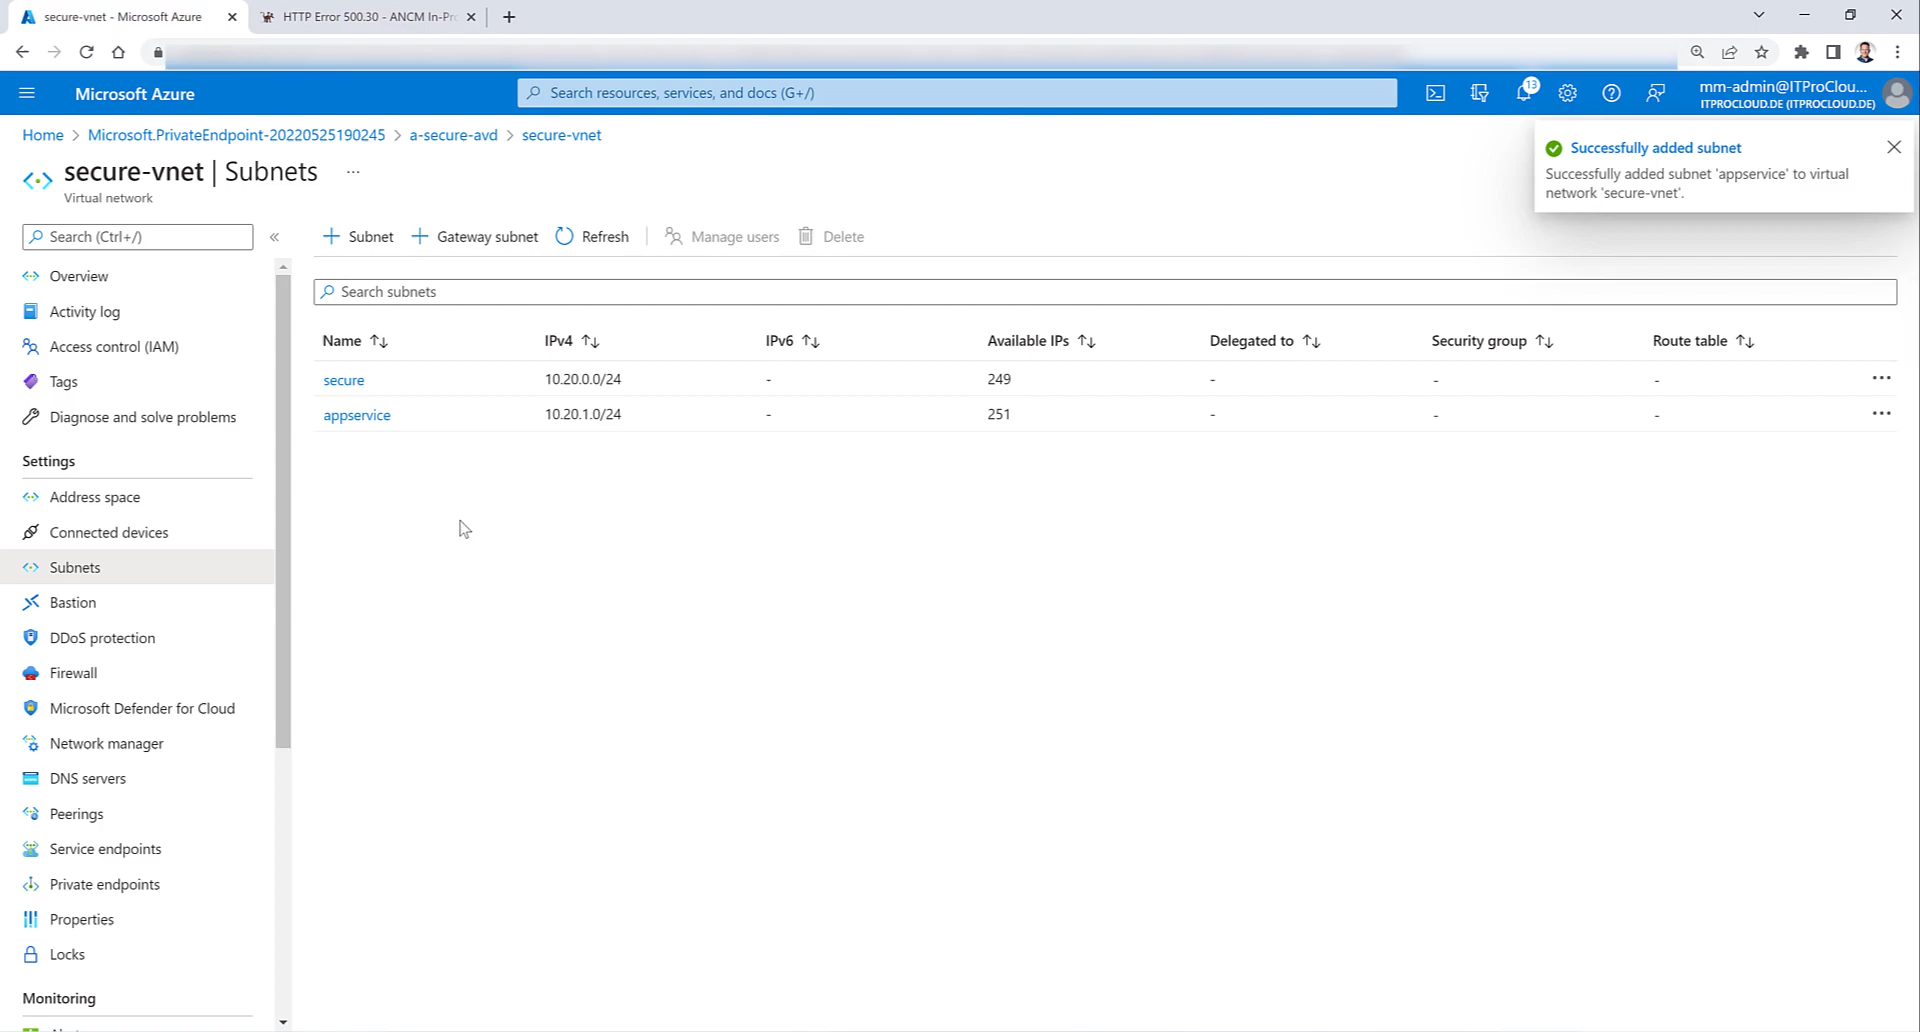 secure-vnet - Microsoft Azure
HTTP Error 500.30 - ANCM In-Pro
Microsoft Azure
Search resources, services, and docs (G+/)
13
mm-admin@ITProClou...
ITPROCLOUD.DE (ITPROCLOUD.DE)
Home > Microsoft.PrivateEndpoint-20220525190245 > a-secure-avd > secure-vnet
Successfully added subnet
Successfully added subnet 'appservice' to virtual
network 'secure-vnet'.
secure-vnet | Subnets ...
Virtual network
Search (Ctrl+/) «
+ Subnet + Gateway subnet Refresh Manage users Delete
Search subnets
Name IPv4 IPv6 Available IPs Delegated to Security group Route table
secure 10.20.0.0/24 - 249 - - - ...
appservice 10.20.1.0/24 - 251 - - - ...
Overview
Activity log
Access control (IAM)
Tags
Diagnose and solve problems
Settings
Address space
Connected devices
Subnets
Bastion
DDoS protection
Firewall
Microsoft Defender for Cloud
Network manager
DNS servers
Peerings
Service endpoints
Private endpoints
Properties
Locks
Monitoring